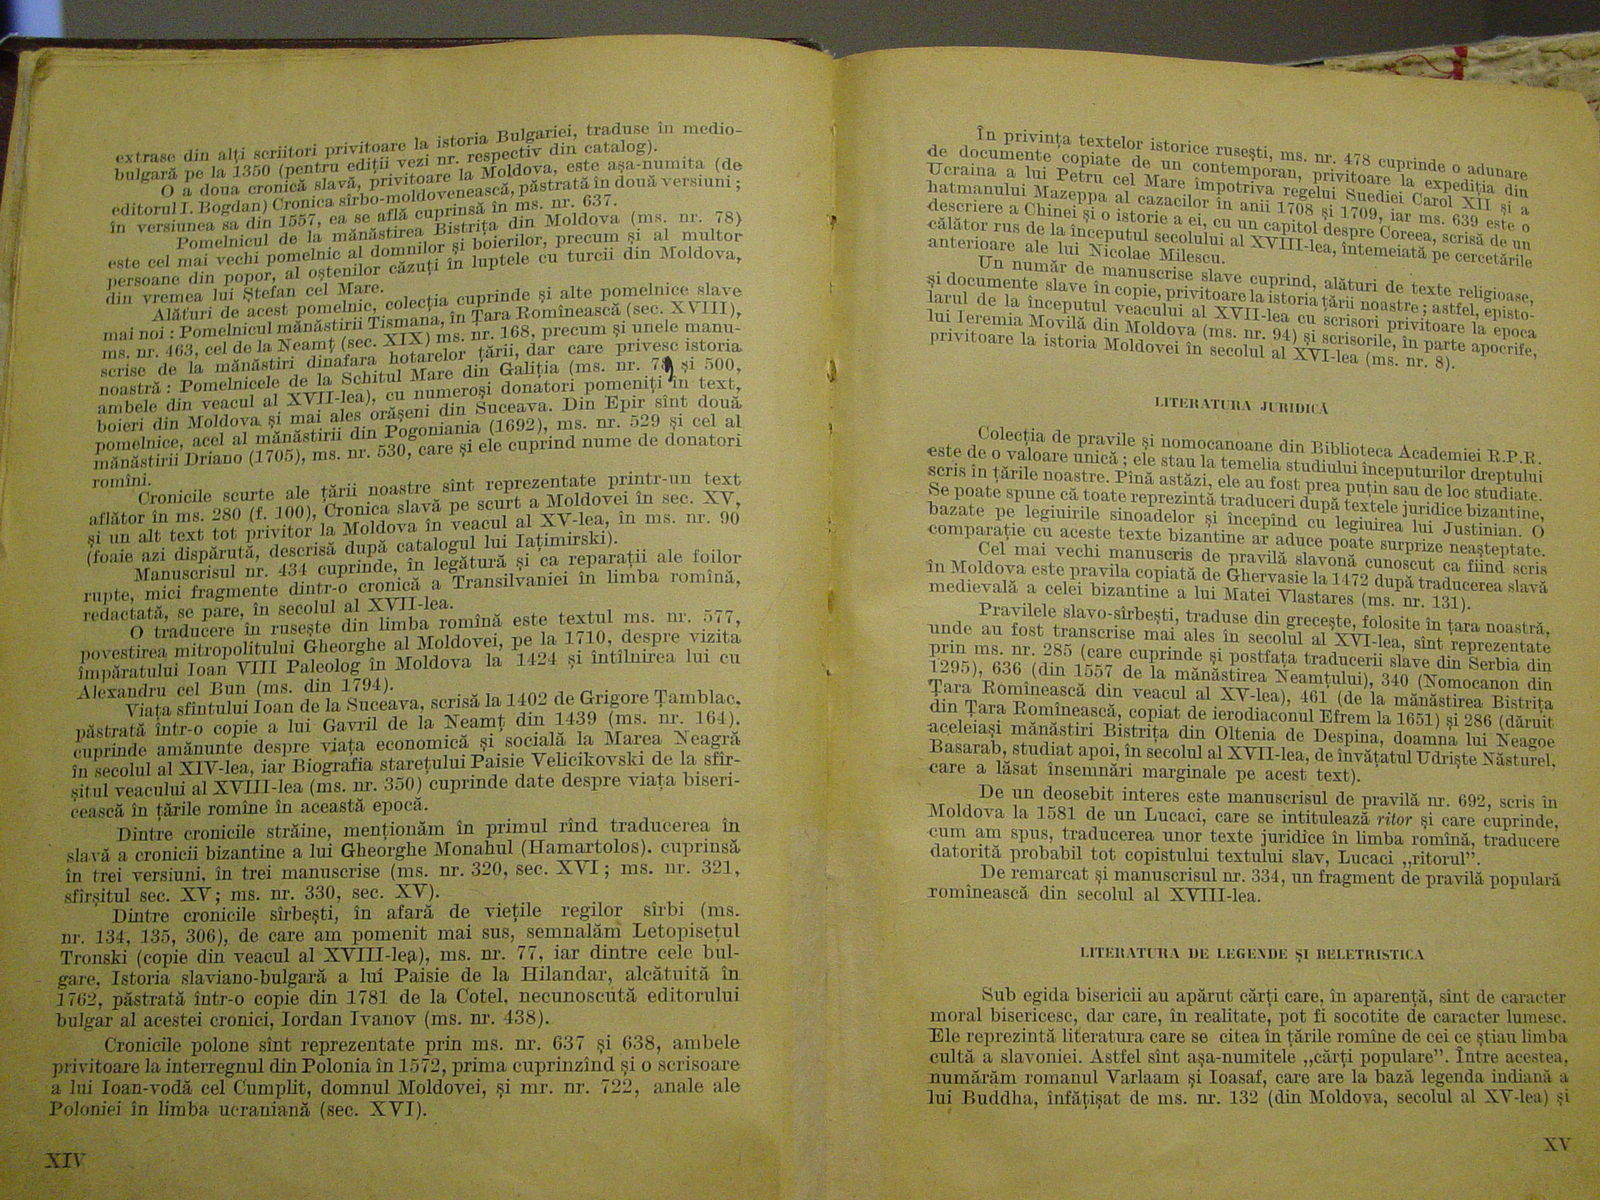 extrase din alți scriitori privitoare la istoria Bulgariei, traduse în medio-
bulgară pe la 1350 (pentru ediții vezi nr. respectiv din catalog).
O a doua cronică slavă, privitoare la Moldova, este așa-numita (de
editorul I. Bogdan) Cronica sîrbo-moldovenească, păstrată în două versiuni ;
în versiunea sa din 1557, ea se află cuprinsă în ms. nr. 637.
Pomelnicul de la mănăstirea Bistrița din Moldova (ms. nr. 78)
este cel mai vechi pomelnic al domnilor și boierilor, precum și al multor
persoane din popor, al oștenilor căzuți în luptele cu turcii din Moldova,
din vremea lui Ștefan cel Mare.
Alături de acest pomelnic, colecția cuprinde și alte pomelnice slave
mai noi : Pomelnicul mănăstirii Tismana, în Țara Romînească (sec. XVIII),
ms. nr. 463, cel de la Neamț (sec. XIX) ms. nr. 168, precum și unele manu-
scrise de la mănăstiri dinafara hotarelor țării, dar care privesc istoria
noastră : Pomelnicele de la Schitul Mare din Galiția (ms. nr. 7 și 500,
ambele din veacul al XVII-lea), cu numeroși donatori pomeniți în text,
boieri din Moldova și mai ales orășeni din Suceava. Din Epir sînt două
pomelnice, acel al mănăstirii din Pogoniania (1692), ms. nr. 529 și cel al
mănăstirii Driano (1705), ms. nr. 530, care și ele cuprind nume de donatori
romîni.
Cronicile scurte ale țării noastre sînt reprezentate printr-un text
aflător în ms. 280 (f. 100), Cronica slavă pe scurt a Moldovei în sec. XV,
și un alt text tot privitor la Moldova în veacul al XV-lea, în ms. nr. 90
(foaie azi dispărută, descrisă după catalogul lui Iațimirski).
Manuscrisul nr. 434 cuprinde, în legătură și ca reparații ale foilor
rupte, mici fragmente dintr-o cronică a Transilvaniei în limba romînă,
redactată, se pare, în secolul al XVII-lea.
O traducere în rusește din limba romînă este textul ms. nr. 577,
povestirea mitropolitului Gheorghe al Moldovei, pe la 1710, despre vizita
împăratului Ioan VIII Paleolog în Moldova la 1424 și întîlnirea lui cu
Alexandru cel Bun (ms. din 1794).
Viața sfîntului Ioan de la Suceava, scrisă la 1402 de Grigore Țamblac,
păstrată într-o copie a lui Gavril de la Neamț din 1439 (ms. nr. 164),
cuprinde amănunte despre viața economică și socială la Marea Neagră
în secolul al XIV-lea, iar Biografia starețului Paisie Velicikovski de la sfîr-
șitul veacului al XVIII-lea (ms. nr. 350) cuprinde date despre viața biseri-
cească în țările romîne în această epocă.
Dintre cronicile străine, menționăm în primul rînd traducerea în
slavă a cronicii bizantine a lui Gheorghe Monahul (Hamartolos), cuprinsă
în trei versiuni, în trei manuscrise (ms. nr. 320, sec. XVI ; ms. nr. 321,
sfîrșitul sec. XV ; ms. nr. 330, sec. XV).
Dintre cronicile sîrbești, în afară de viețile regilor sîrbi (ms.
nr. 134, 135, 306), de care am pomenit mai sus, semnalăm Letopisețul
Tronski (copie din veacul al XVIII-lea), ms. nr. 77, iar dintre cele bul-
gare, Istoria slaviano-bulgară a lui Paisie de la Hilandar, alcătuită în
1762, păstrată într-o copie din 1781 de la Cotel, necunoscută editorului
bulgar al acestei cronici, Iordan Ivanov (ms. nr. 438).
Cronicile polone sînt reprezentate prin ms. nr. 637 și 638, ambele
privitoare la interregnul din Polonia în 1572, prima cuprinzînd și o scrisoare
a lui Ioan-vodă cel Cumplit, domnul Moldovei, și mr. nr. 722, anale ale
Poloniei în limba ucraniană (sec. XVI).
XIV
În privința textelor istorice rusești, ms. nr. 478 cuprinde o adunare
de documente copiate de un contemporan, privitoare la expediția din
Ucraina a lui Petru cel Mare împotriva regelui Suediei Carol XII și a
hatmanului Mazeppa al cazacilor în anii 1708 și 1709, iar ms. 639 este o
descriere a Chinei și o istorie a ei, cu un capitol despre Coreea, scrisă de un
călător rus de la începutul secolului al XVIII-lea, întemeiată pe cercetările
anterioare ale lui Nicolae Milescu.
Un număr de manuscrise slave cuprind, alături de texte religioase,
și documente slave în copie, privitoare la istoria țării noastre ; astfel, episto-
larul de la începutul veacului al XVII-lea cu scrisori privitoare la epoca
lui Ieremia Movilă din Moldova (ms. nr. 94) și scrisorile, în parte apocrife,
privitoare la istoria Moldovei în secolul al XVI-lea (ms. nr. 8).
LITERATURA JURIDICĂ
Colecția de pravile și nomocanoane din Biblioteca Academiei R.P.R.
este de o valoare unică ; ele stau la temelia studiului începuturilor dreptului
scris în țările noastre. Pînă astăzi, ele au fost prea puțin sau de loc studiate.
Se poate spune că toate reprezintă traduceri după textele juridice bizantine,
bazate pe legiuirile sinoadelor și începînd cu legiuirea lui Justinian. O
comparație cu aceste texte bizantine ar aduce poate surprize neașteptate.
Cel mai vechi manuscris de pravilă slavonă cunoscut ca fiind scris
în Moldova este pravila copiată de Ghervasie la 1472 după traducerea slavă
medievală a celei bizantine a lui Matei Vlastares (ms. nr. 131).
Pravilele slavo-sîrbești, traduse din grecește, folosite în țara noastră,
unde au fost transcrise mai ales în secolul al XVI-lea, sînt reprezentate
prin ms. nr. 285 (care cuprinde și postfața traducerii slave din Serbia din
1295), 636 (din 1557 de la mănăstirea Neamțului), 340 (Nomocanon din
Țara Romînească din veacul al XV-lea), 461 (de la mănăstirea Bistrița
din Țara Romînească, copiat de ierodiaconul Efrem la 1651) și 286 (dăruit
aceleiași mănăstiri Bistrița din Oltenia de Despina, doamna lui Neagoe
Basarab, studiat apoi, în secolul al XVII-lea, de învățatul Udriște Năsturel,
care a lăsat însemnări marginale pe acest text).
De un deosebit interes este manuscrisul de pravilă nr. 692, scris în
Moldova la 1581 de un Lucaci, care se intitulează ritor și care cuprinde,
cum am spus, traducerea unor texte juridice în limba romînă, traducere
datorită probabil tot copistului textului slav, Lucaci „ritorul”.
De remarcat și manuscrisul nr. 334, un fragment de pravilă populară
romînească din secolul al XVIII-lea.
LITERATURA DE LEGENDE ȘI BELETRISTICA
Sub egida bisericii au apărut cărți care, în aparență, sînt de caracter
moral bisericesc, dar care, în realitate, pot fi socotite de caracter lumesc.
Ele reprezintă literatura care se citea în țările romîne de cei ce știau limba
cultă a slavoniei. Astfel sînt așa-numitele „cărți populare”. Între acestea,
numărăm romanul Varlaam și Ioasaf, care are la bază legenda indiană a
lui Buddha, înfățișat de ms. nr. 132 (din Moldova, secolul al XV-lea) și
XV